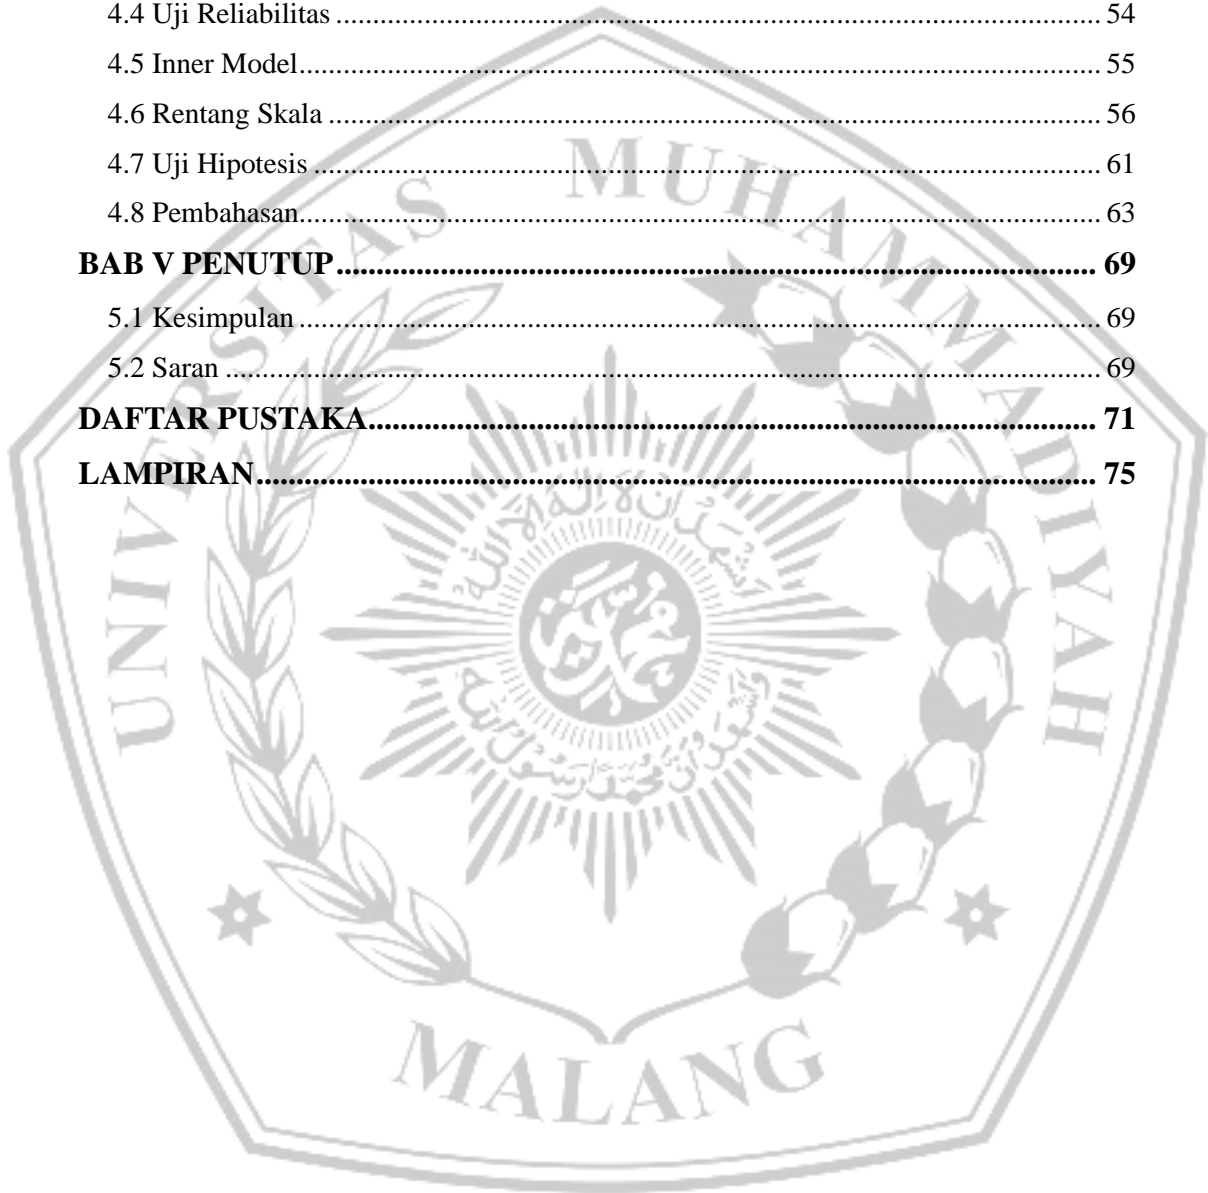 4.4 Uji Reliabilitas ........ 54
4.5 Inner Model ........ 55
4.6 Rentang Skala ........ 56
4.7 Uji Hipotesis ........ 61
4.8 Pembahasan ........ 63
BAB V PENUTUP ........ 69
5.1 Kesimpulan ........ 69
5.2 Saran ........ 69
DAFTAR PUSTAKA ........ 71
LAMPIRAN ........ 75
UNIVERSITAS MUHAMMADIYAH
MALANG